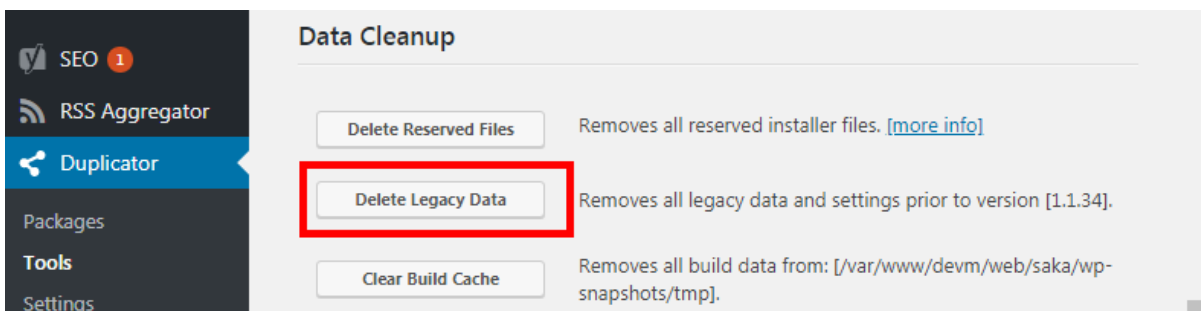 Data Cleanup
SEO 1
RSS Aggregator
Delete Reserved Files
Removes all reserved installer files. [more info]
Duplicator
Delete Legacy Data
Removes all legacy data and settings prior to version [1.1.34].
Packages
Tools
Clear Build Cache
Removes all build data from: [/var/www/devm/web/saka/wp-
snapshots/tmp].
Settings